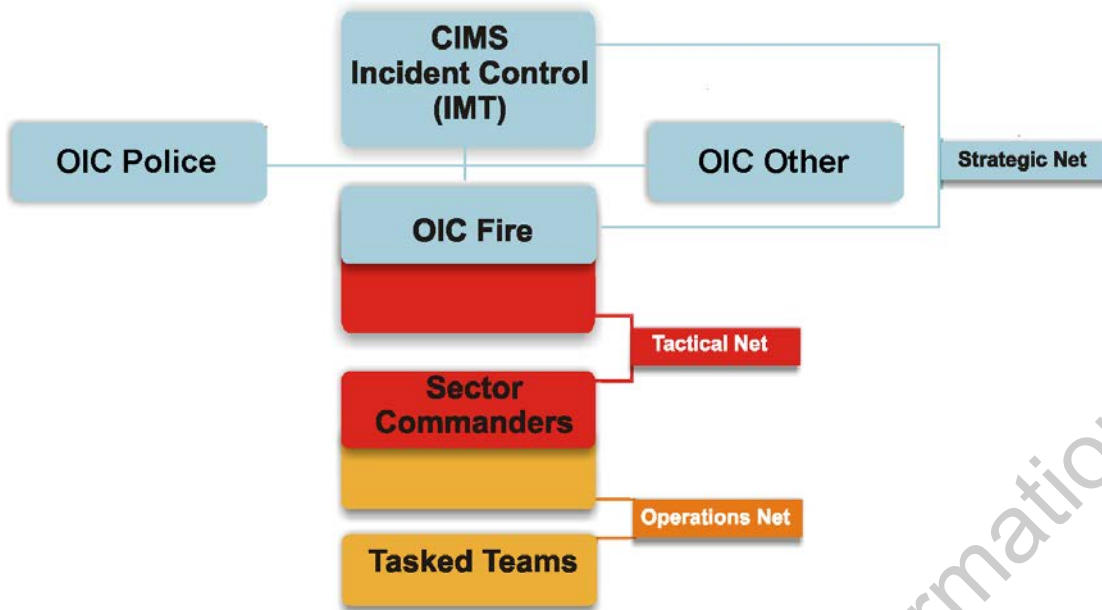 CIMS
Incident Control
(IMT)
OIC Police
OIC Other
Strategic Net
OIC Fire
Tactical Net
Sector
Commanders
Operations Net
Tasked Teams